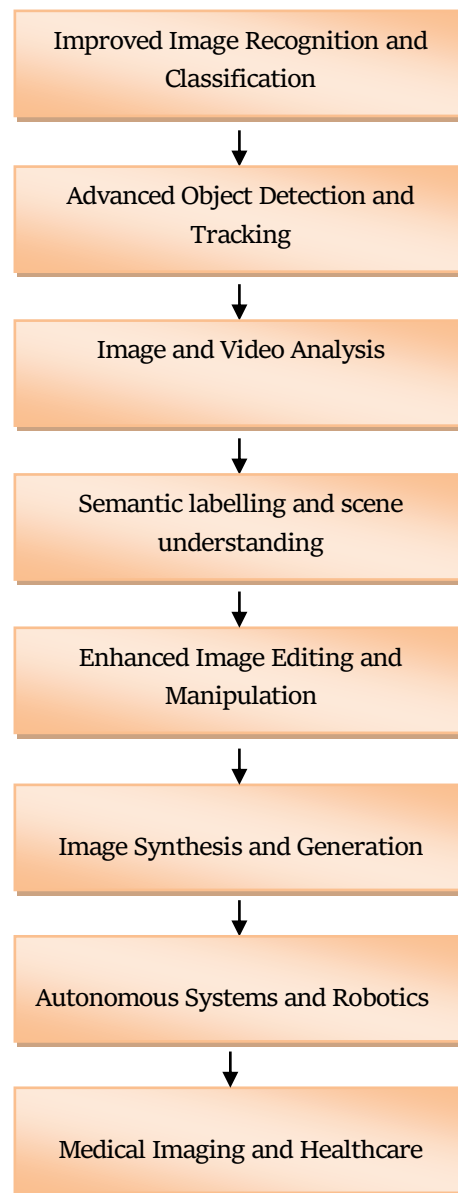 Improved Image Recognition and
Classification
Advanced Object Detection and
Tracking
Image and Video Analysis
Semantic labelling and scene
understanding
Enhanced Image Editing and
Manipulation
Image Synthesis and Generation
Autonomous Systems and Robotics
Medical Imaging and Healthcare